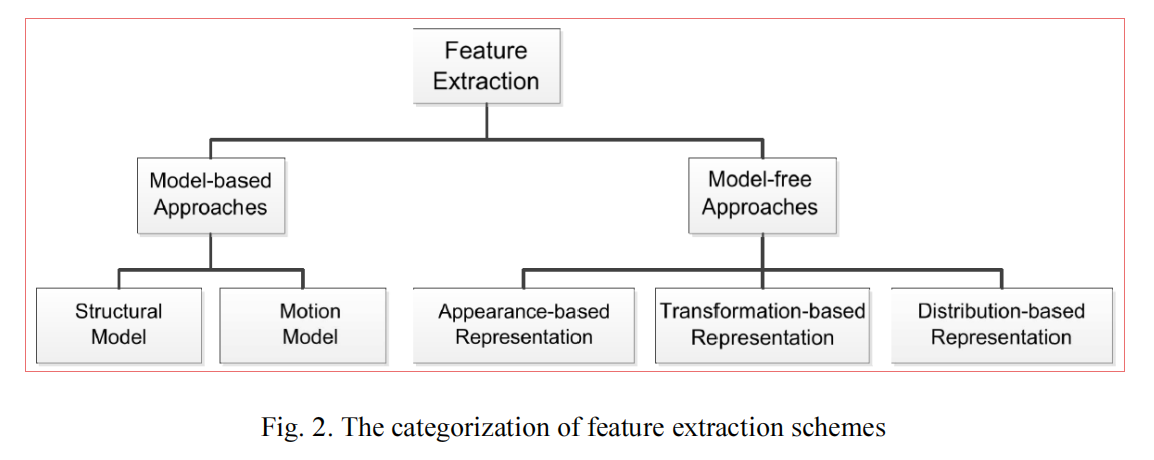 Feature
Extraction
Model-based
Approaches
Model-free
Approaches
Structural
Model
Motion
Model
Appearance-based
Representation
Transformation-based
Representation
Distribution-based
Representation
Fig. 2. The categorization of feature extraction schemes